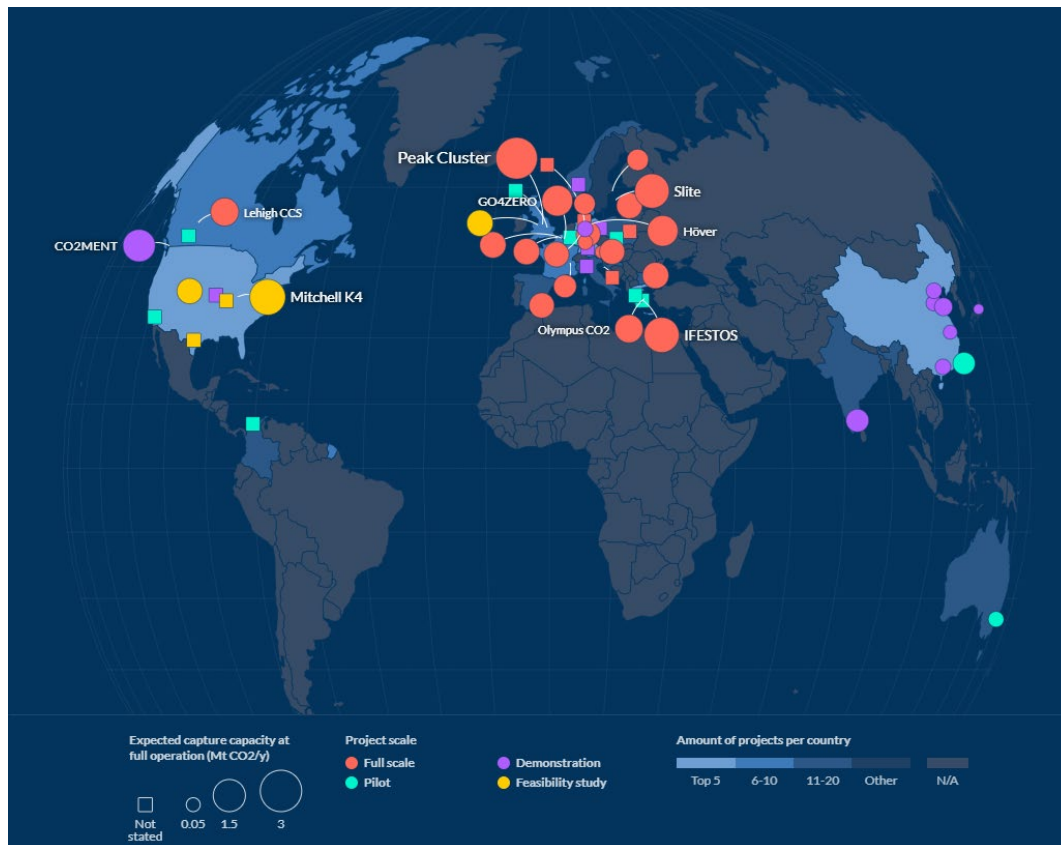 Peak Cluster
GO4ZERO
Slite
Lehigh CCS
Höver
CO2MENT
Mitchell K4
Olympus CO2
IFESTOS
Expected capture capacity at
full operation (Mt CO2/y)
Not
stated
0.05
1.5
3
Project scale
Full scale
Demonstration
Pilot
Feasibility study
Amount of projects per country
Top 5
6-10
11-20
Other
N/A